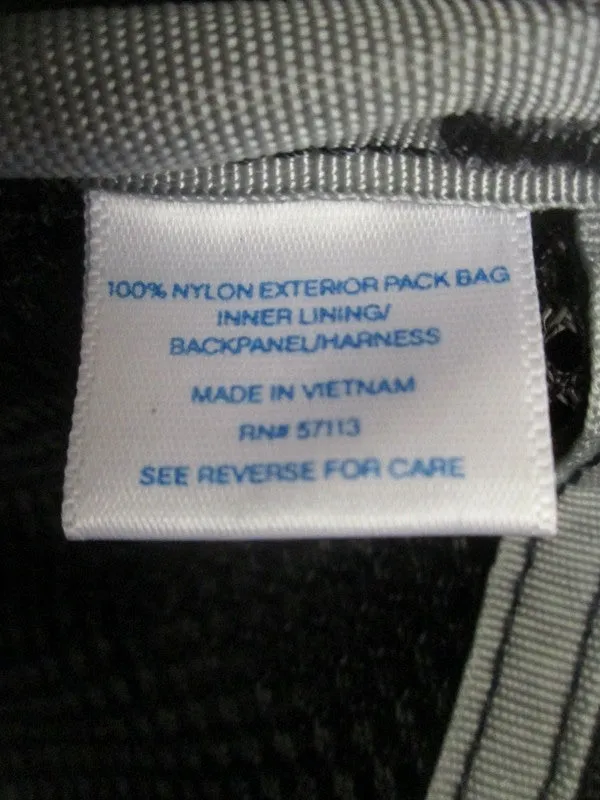 100% NYLON EXTERIOR PACK BAG
INNER LINING/
BACKPANEL/HARNESS
MADE IN VIETNAM
RN# 57113
SEE REVERSE FOR CARE